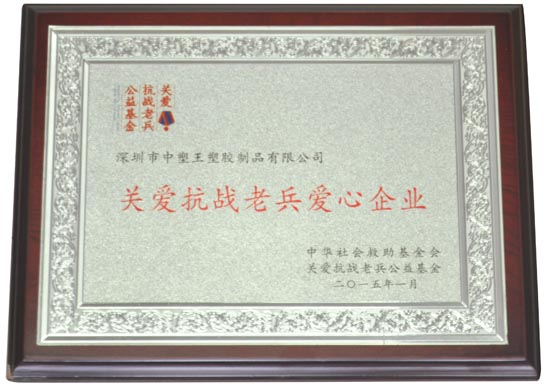 关爱
抗战老兵
公益基金
深圳市中塑王塑胶制品有限公司
关爱抗战老兵爱心企业
中华社会救助基金会
关爱抗战老兵公益基金
二〇一五年一月